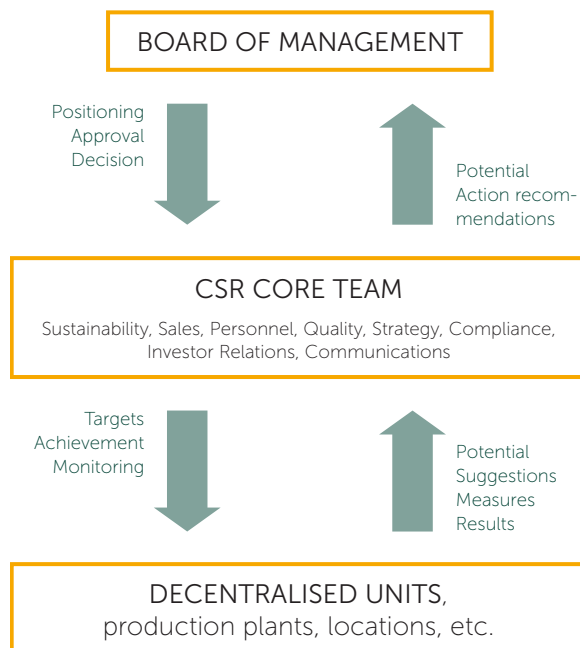 BOARD OF MANAGEMENT
Positioning
Approval
Decision
Potential
Action recom-
mendations
CSR CORE TEAM
Sustainability, Sales, Personnel, Quality, Strategy, Compliance,
Investor Relations, Communications
Targets
Achievement
Monitoring
Potential
Suggestions
Measures
Results
DECENTRALISED UNITS,
production plants, locations, etc.